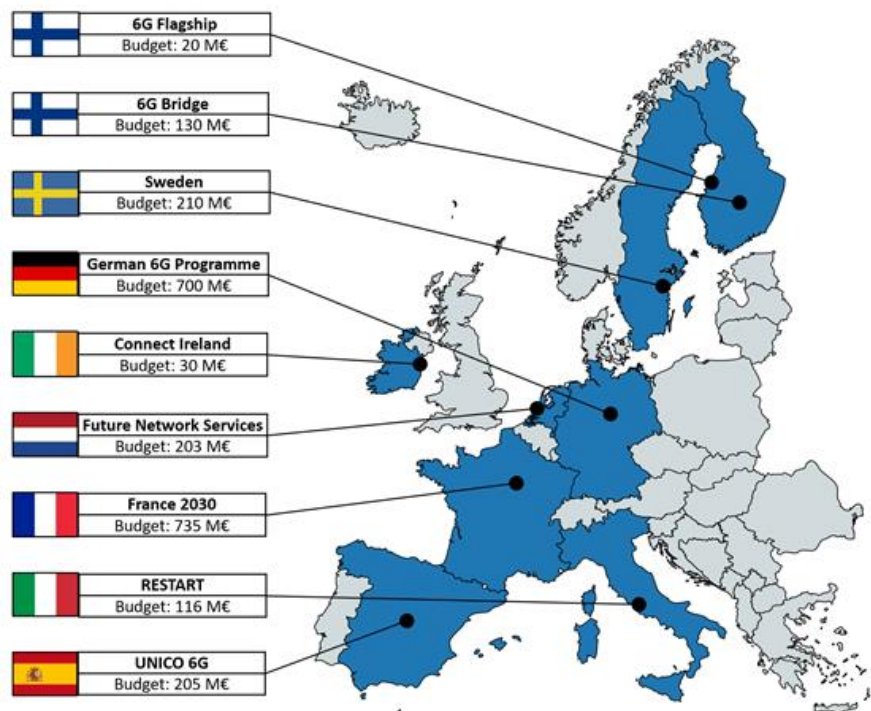 6G Flagship
Budget: 20 M€
6G Bridge
Budget: 130 M€
Sweden
Budget: 210 M€
German 6G Programme
Budget: 700 M€
Connect Ireland
Budget: 30 M€
Future Network Services
Budget: 203 M€
France 2030
Budget: 735 M€
RESTART
Budget: 116 M€
UNICO 6G
Budget: 205 M€